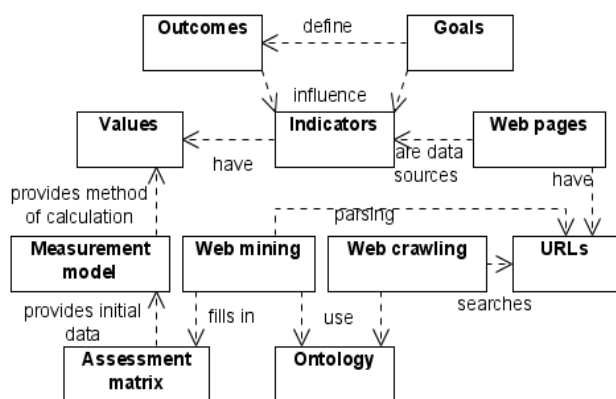 Outcomes
define
Goals
influence
Values
Indicators
Web pages
have
are data
sources
have
provides method
of calculation
parsing
Measurement
model
Web mining
Web crawling
URLs
searches
provides initial
data
fills in
use
Assessment
matrix
Ontology